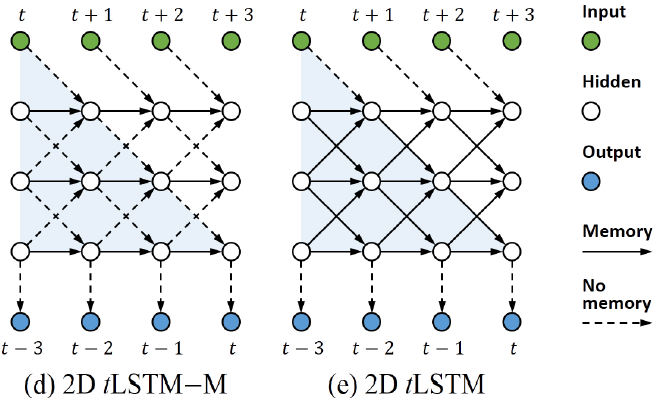 t t + 1 t + 2 t + 3
t t + 1 t + 2 t + 3
Input
Hidden
Output
Memory
No
memory
t − 3 t − 2 t − 1 t
t − 3 t − 2 t − 1 t
(d) 2D tLSTM−M
(e) 2D tLSTM